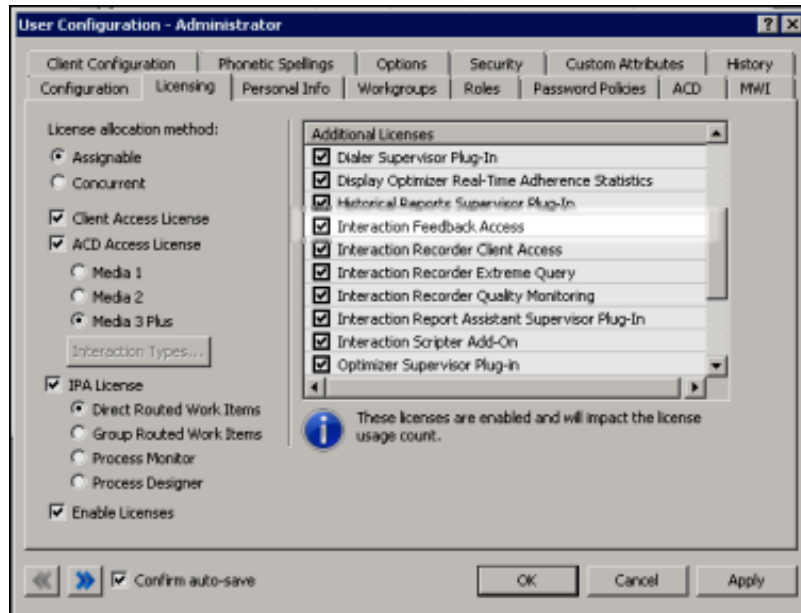 User Configuration - Administrator
Client Configuration Phonetic Spellings Options Security Custom Attributes History
Configuration Licensing Personal Info Workgroups Roles Password Policies ACD MWI
License allocation method:
Assignable
Concurrent
Client Access License
ACD Access License
Media 1
Media 2
Media 3 Plus
Interaction Types...
IPA License
Direct Routed Work Items
Group Routed Work Items
Process Monitor
Process Designer
Enable Licenses
Additional Licenses
Dialer Supervisor Plug-In
Display Optimizer Real-Time Adherence Statistics
Historical Reports Supervisor Plug-In
Interaction Feedback Access
Interaction Recorder Client Access
Interaction Recorder Extreme Query
Interaction Recorder Quality Monitoring
Interaction Report Assistant Supervisor Plug-In
Interaction Scripter Add-On
Optimizer Supervisor Plug-in
These licenses are enabled and will impact the license
usage count.
Confirm auto-save
OK Cancel Apply